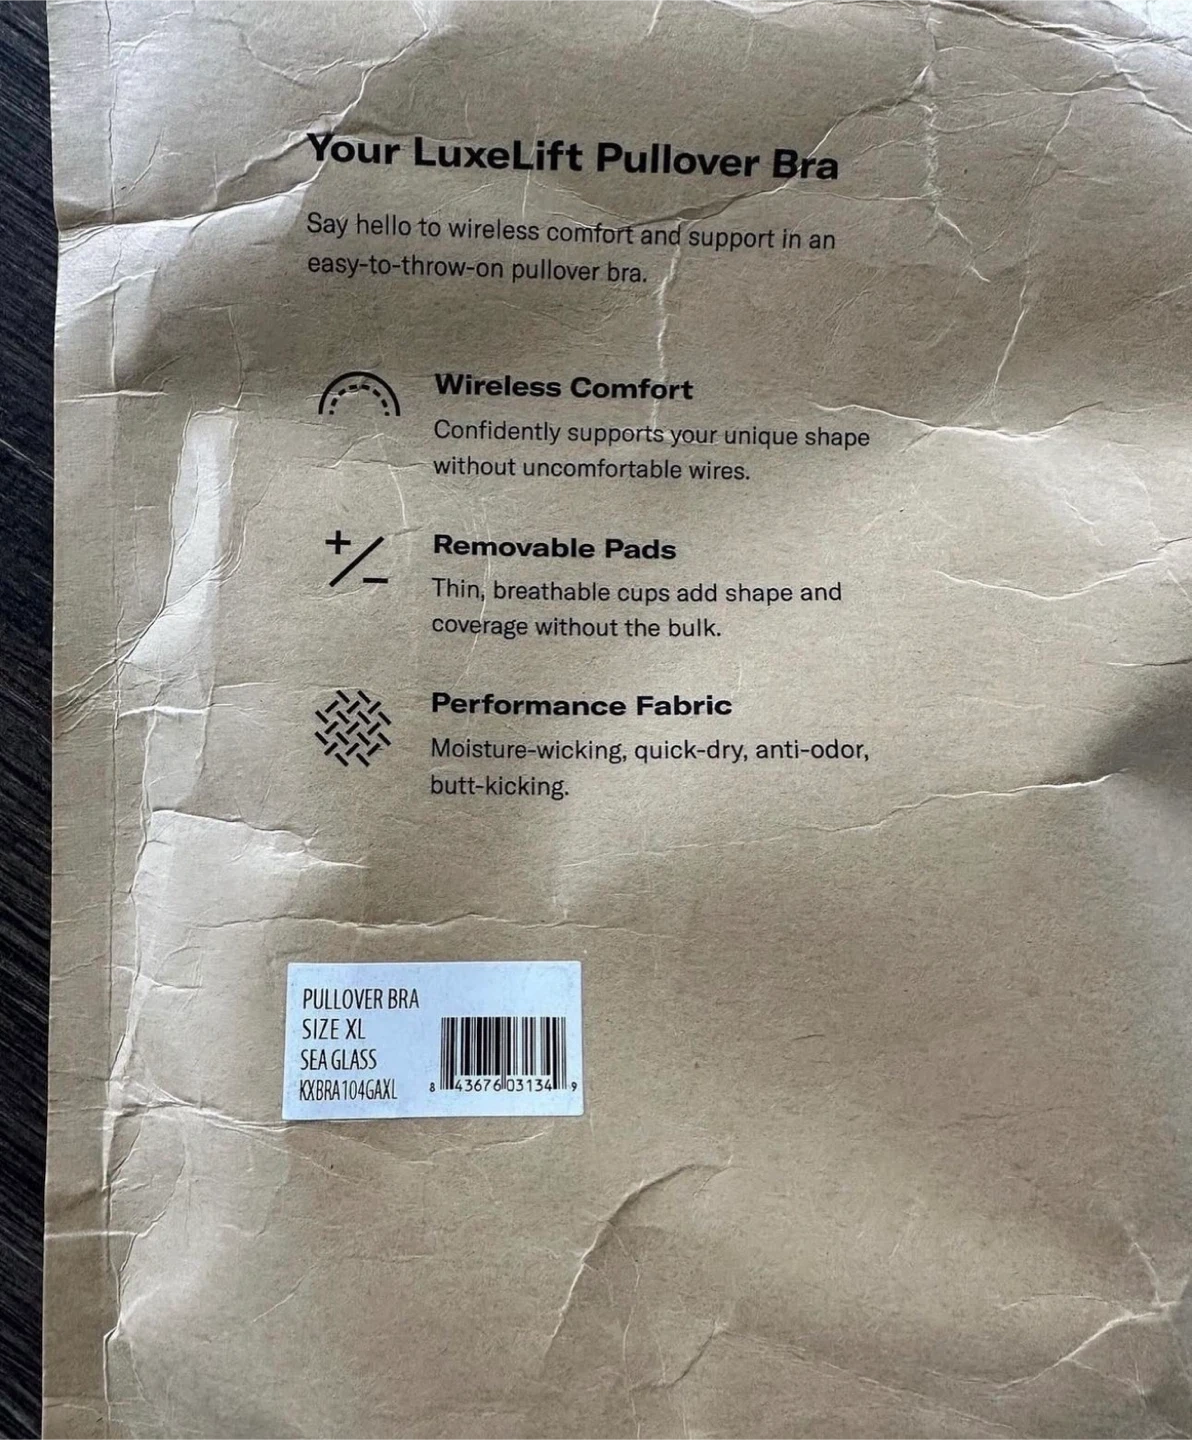 Your LuxeLift Pullover Bra
Say hello to wireless comfort and support in an
easy-to-throw-on pullover bra.
Wireless Comfort
Confidently supports your unique shape
without uncomfortable wires.
Removable Pads
Thin, breathable cups add shape and
coverage without the bulk.
Performance Fabric
Moisture-wicking, quick-dry, anti-odor,
butt-kicking.
PULLOVER BRA
SIZE XL
SEA GLASS
KXBRA104GAXL
8 43676 03134 9